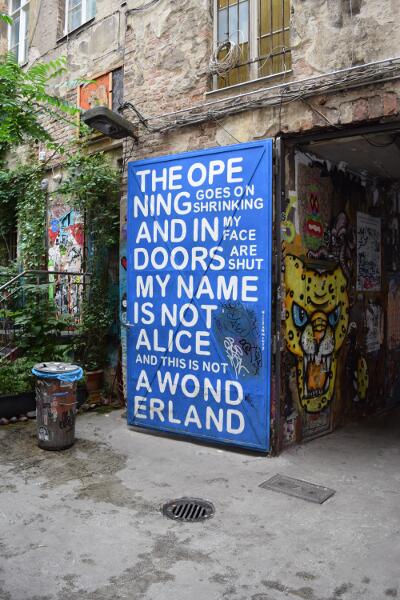 THE OPE
NING GOES ON
SHRINKING
AND IN MY
FACE
DOORS ARE
SHUT
MY NAME
IS NOT
ALICE
AND THIS IS NOT
A WOND
ERLAND